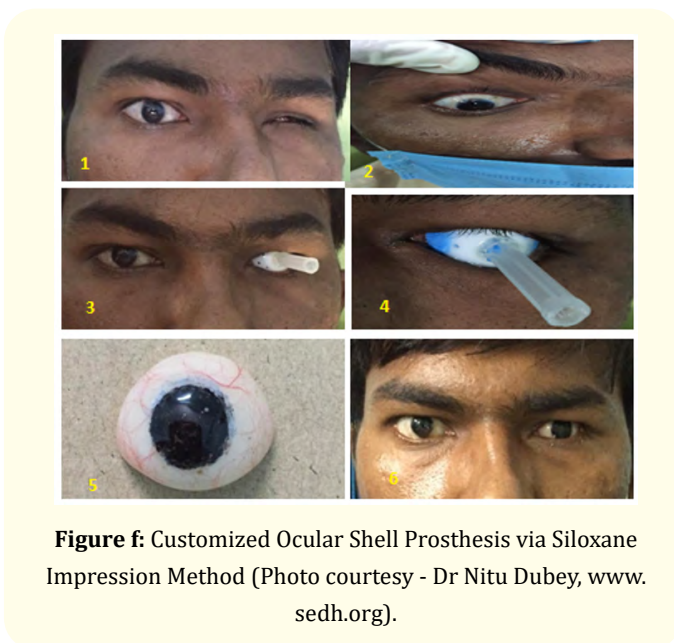 1
2
3
4
5
6
Figure f: Customized Ocular Shell Prosthesis via Siloxane
Impression Method (Photo courtesy - Dr Nitu Dubey, www.
sedh.org).